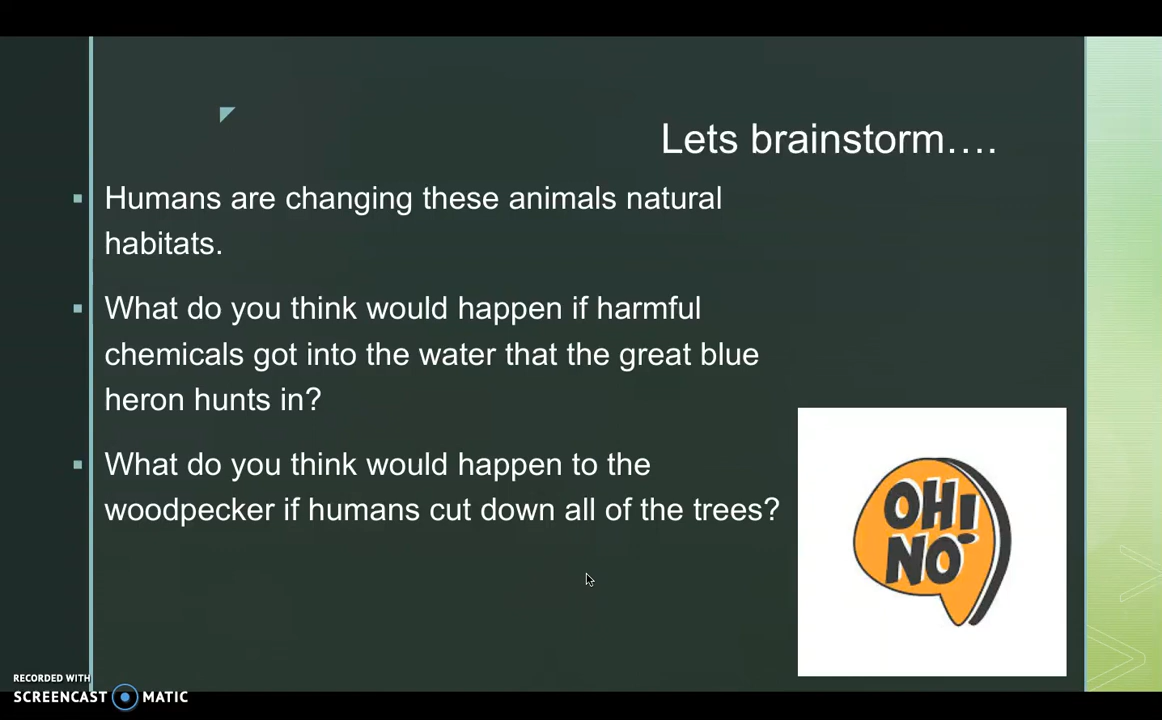 Lets brainstorm....
Humans are changing these animals natural
habitats.
What do you think would happen if harmful
chemicals got into the water that the great blue
heron hunts in?
What do you think would happen to the
woodpecker if humans cut down all of the trees?
OH!
NO
RECORDED WITH
SCREENCAST MATIC